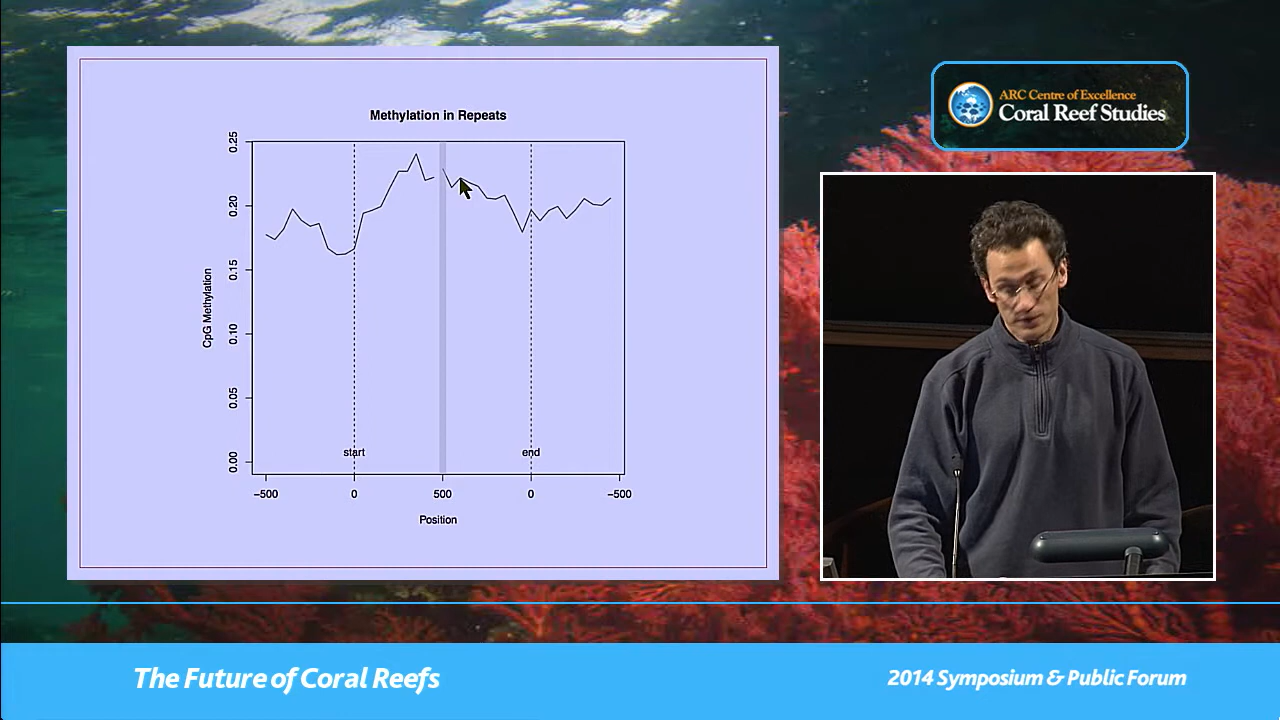 Methylation in Repeats
CpG Methylation
0.25
0.20
0.15
0.10
0.05
0.00
start
end
−500
0
500
0
−500
Position
ARC Centre of Excellence
Coral Reef Studies
The Future of Coral Reefs
2014 Symposium & Public Forum